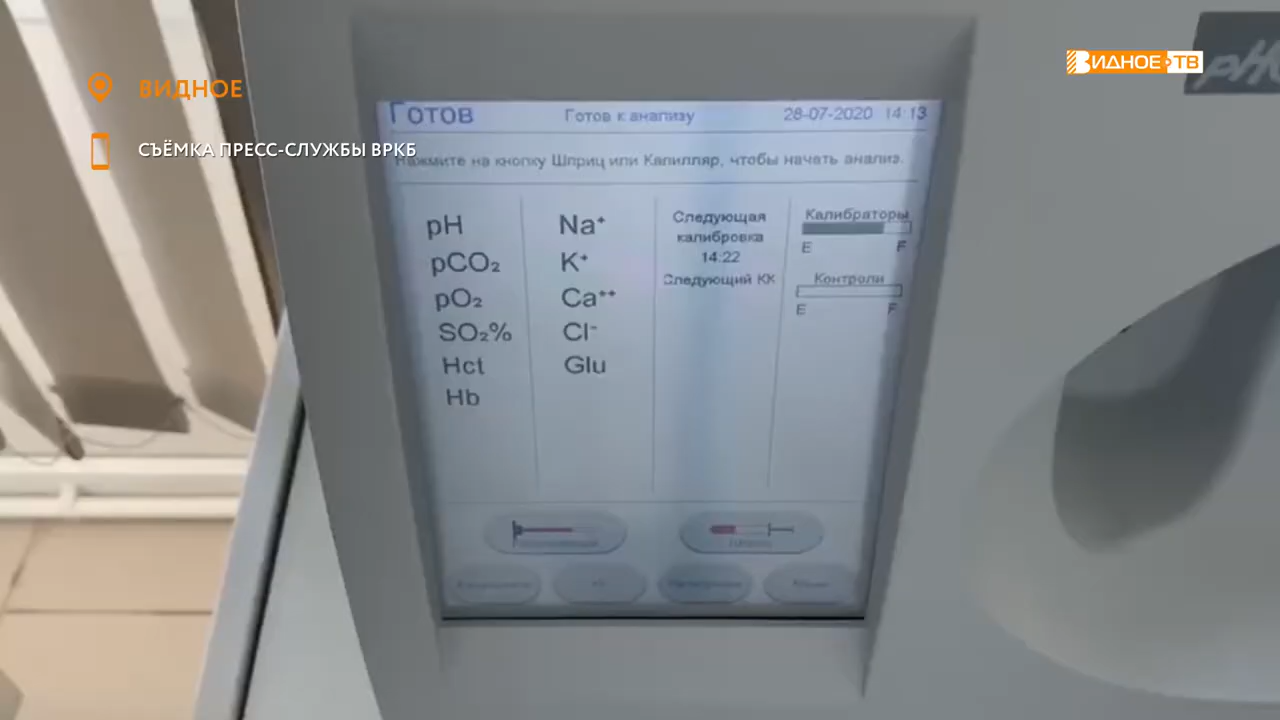 ВИДНОЕ
СЪЁМКА ПРЕСС-СЛУЖБЫ ВРКБ
ВИДНОЕ ТВ
Готов
Готов к анализу
28-07-2020 14:13
Нажмите на кнопку Шприц или Капилляр, чтобы начать анализ.
pH
pCO₂
pO₂
SO₂%
Hct
Hb
Na⁺
K⁺
Ca⁺⁺
Cl⁻
Glu
Следующая
калибровка
14:22
Следующий КК
Калибраторы
E F
Контроли
E F